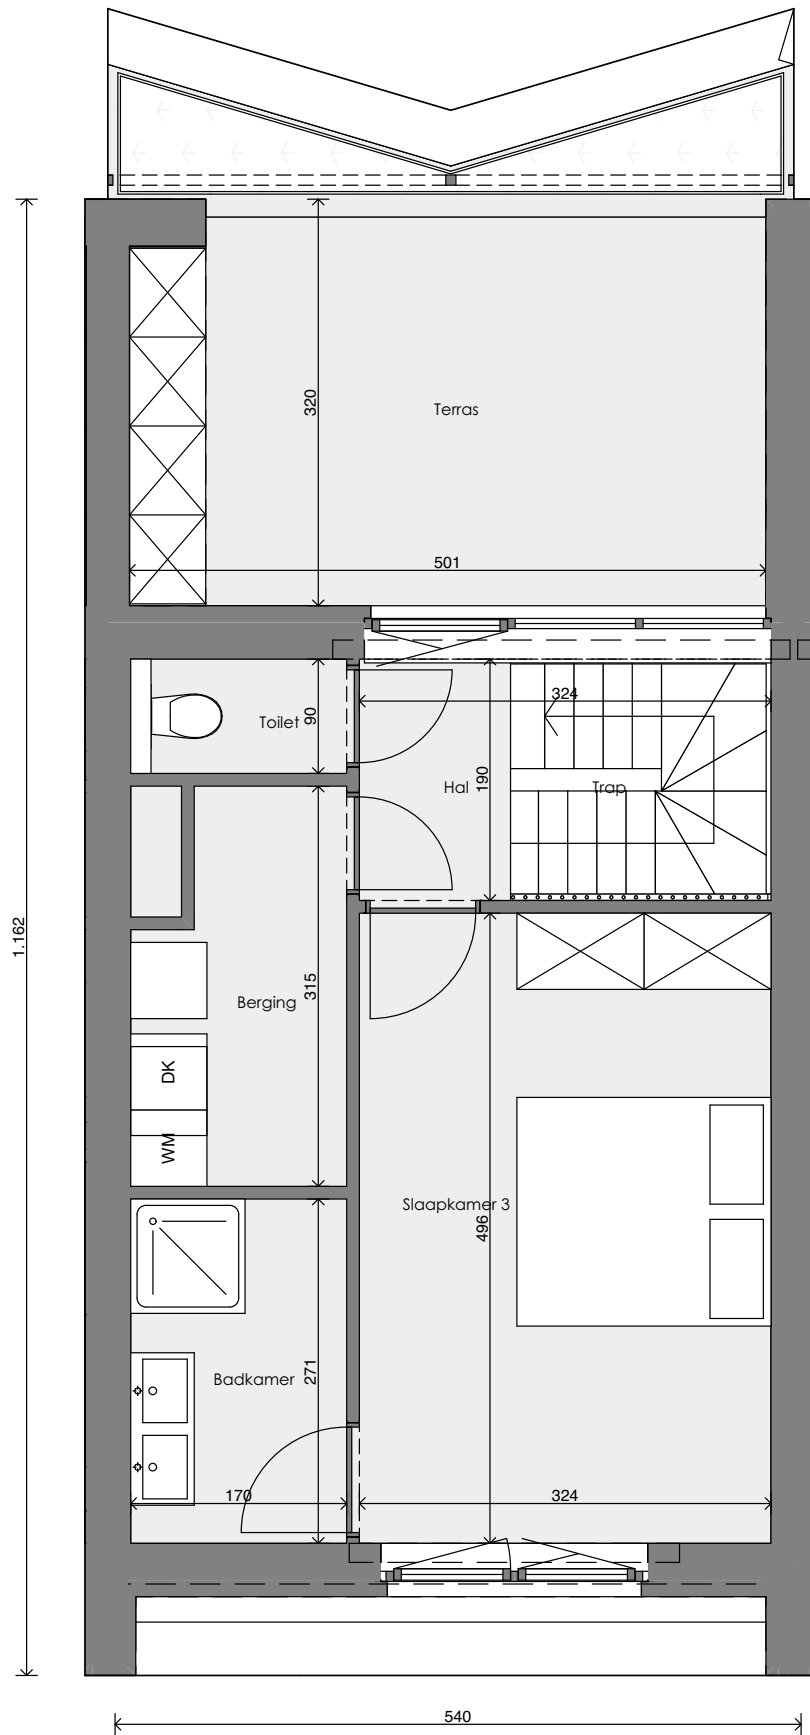 320
Terras
501
324
Toilet
90
Hal
190
Trap
1.162
315
Berging
DK
WM
Slaapkamer 3
496
Badkamer
271
170
324
540